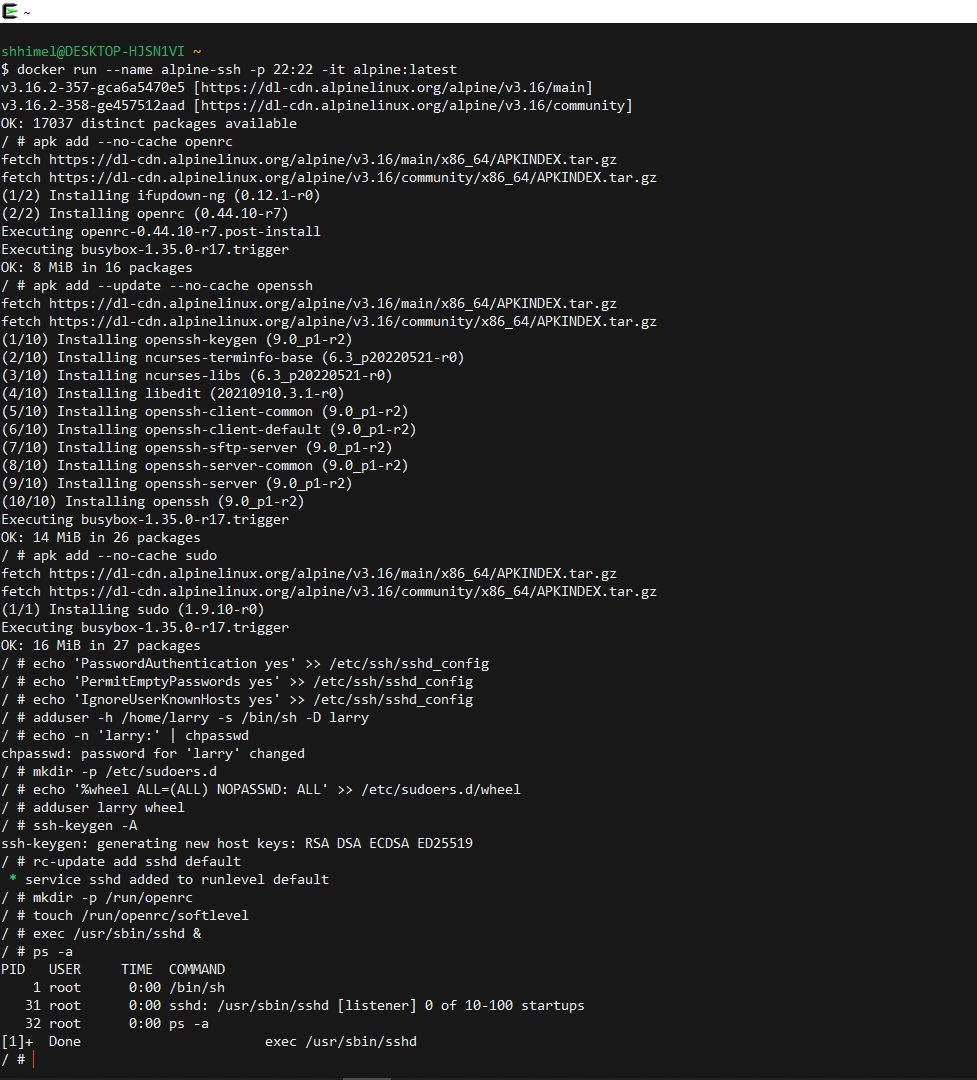 ~
shhimel@DESKTOP-HJSN1VI ~
$ docker run --name alpine-ssh -p 22:22 -it alpine:latest
v3.16.2-357-gca6a5470e5 [https://dl-cdn.alpinelinux.org/alpine/v3.16/main]
v3.16.2-358-ge457512aad [https://dl-cdn.alpinelinux.org/alpine/v3.16/community]
OK: 17037 distinct packages available
/ # apk add --no-cache openrc
fetch https://dl-cdn.alpinelinux.org/alpine/v3.16/main/x86_64/APKINDEX.tar.gz
fetch https://dl-cdn.alpinelinux.org/alpine/v3.16/community/x86_64/APKINDEX.tar.gz
(1/2) Installing ifupdown-ng (0.12.1-r0)
(2/2) Installing openrc (0.44.10-r7)
Executing openrc-0.44.10-r7.post-install
Executing busybox-1.35.0-r17.trigger
OK: 8 MiB in 16 packages
/ # apk add --update --no-cache openssh
fetch https://dl-cdn.alpinelinux.org/alpine/v3.16/main/x86_64/APKINDEX.tar.gz
fetch https://dl-cdn.alpinelinux.org/alpine/v3.16/community/x86_64/APKINDEX.tar.gz
(1/10) Installing openssh-keygen (9.0_p1-r2)
(2/10) Installing ncurses-terminfo-base (6.3_p20220521-r0)
(3/10) Installing ncurses-libs (6.3_p20220521-r0)
(4/10) Installing libedit (20210910.3.1-r0)
(5/10) Installing openssh-client-common (9.0_p1-r2)
(6/10) Installing openssh-client-default (9.0_p1-r2)
(7/10) Installing openssh-sftp-server (9.0_p1-r2)
(8/10) Installing openssh-server-common (9.0_p1-r2)
(9/10) Installing openssh-server (9.0_p1-r2)
(10/10) Installing openssh (9.0_p1-r2)
Executing busybox-1.35.0-r17.trigger
OK: 14 MiB in 26 packages
/ # apk add --no-cache sudo
fetch https://dl-cdn.alpinelinux.org/alpine/v3.16/main/x86_64/APKINDEX.tar.gz
fetch https://dl-cdn.alpinelinux.org/alpine/v3.16/community/x86_64/APKINDEX.tar.gz
(1/1) Installing sudo (1.9.10-r0)
Executing busybox-1.35.0-r17.trigger
OK: 16 MiB in 27 packages
/ # echo 'PasswordAuthentication yes' >> /etc/ssh/sshd_config
/ # echo 'PermitEmptyPasswords yes' >> /etc/ssh/sshd_config
/ # echo 'IgnoreUserKnownHosts yes' >> /etc/ssh/sshd_config
/ # adduser -h /home/larry -s /bin/sh -D larry
/ # echo -n 'larry:' | chpasswd
chpasswd: password for 'larry' changed
/ # mkdir -p /etc/sudoers.d
/ # echo '%wheel ALL=(ALL) NOPASSWD: ALL' >> /etc/sudoers.d/wheel
/ # adduser larry wheel
/ # ssh-keygen -A
ssh-keygen: generating new host keys: RSA DSA ECDSA ED25519
/ # rc-update add sshd default
* service sshd added to runlevel default
/ # mkdir -p /run/openrc
/ # touch /run/openrc/softlevel
/ # exec /usr/sbin/sshd &
/ # ps -a
PID   USER     TIME  COMMAND
    1 root      0:00 /bin/sh
   31 root      0:00 sshd: /usr/sbin/sshd [listener] 0 of 10-100 startups
   32 root      0:00 ps -a
[1]+  Done                       exec /usr/sbin/sshd
/ #